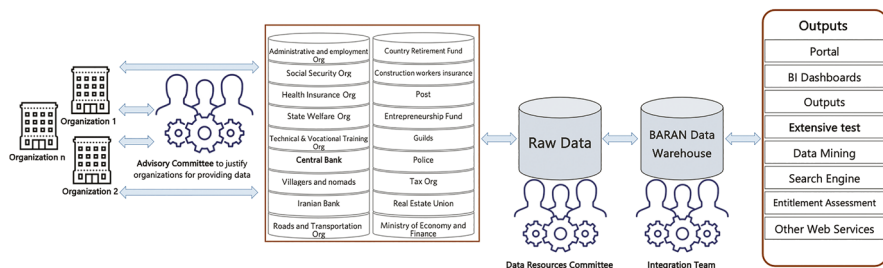 Organization 1
Organization n
Organization 2
Advisory Committee to justify
organizations for providing data
Administrative and employment
Org
Social Security Org
Health Insurance Org
State Welfare Org
Technical & Vocational Training
Org
Central Bank
Villagers and nomads
Iranian Bank
Roads and Transportation
Org
Country Retirement Fund
Construction workers insurance
Post
Entrepreneurship Fund
Guilds
Police
Tax Org
Real Estate Union
Ministry of Economy and
Finance
Raw Data
Data Resources Committee
BARAN Data
Warehouse
Integration Team
Outputs
Portal
BI Dashboards
Outputs
Extensive test
Data Mining
Search Engine
Entitlement Assessment
Other Web Services